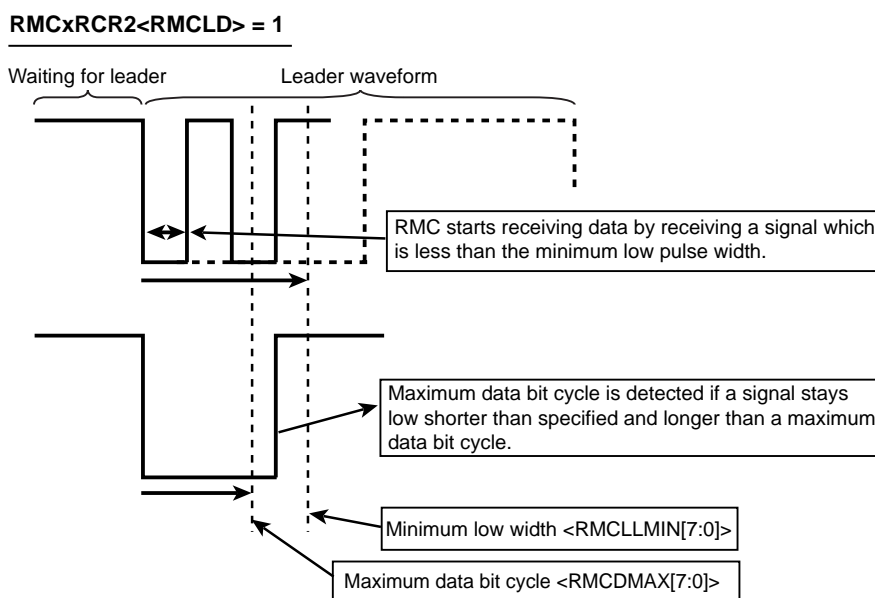 RMCxRCR2<RMCLD> = 1
Waiting for leader
Leader waveform
RMC starts receiving data by receiving a signal which
is less than the minimum low pulse width.
Maximum data bit cycle is detected if a signal stays
low shorter than specified and longer than a maximum
data bit cycle.
Minimum low width <RMCLLMIN[7:0]>
Maximum data bit cycle <RMCDMAX[7:0]>